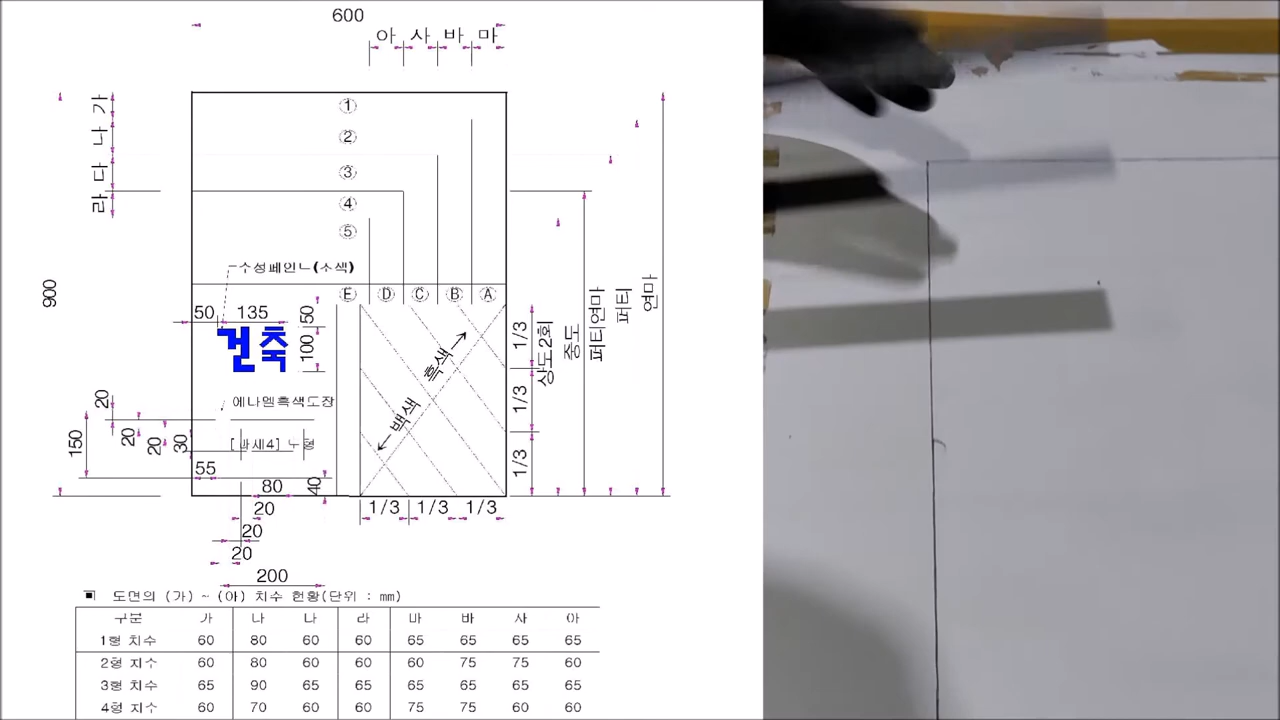 600
아 사 바 마
가
나
다
라
①
②
③
④
⑤
900
Ⓔ Ⓓ Ⓒ Ⓑ Ⓐ
50 135
50
100
건축
흑색
백색
에나멜흑색도장
1/3
1/3
1/3
상도2회
중도
퍼티연마
퍼티
연마
20
150
20
20
30
55
80
40
20
20
20
200
1/3 1/3 1/3
■ 도면의 (가) ~ (아) 치수 현황(단위 : mm)
구분 가 나 다 라 마 바 사 아
1형 치수 60 80 60 60 65 65 65 65
2형 치수 60 80 60 60 60 75 75 60
3형 치수 65 90 65 65 65 65 65 65
4형 치수 60 70 60 60 75 75 60 60